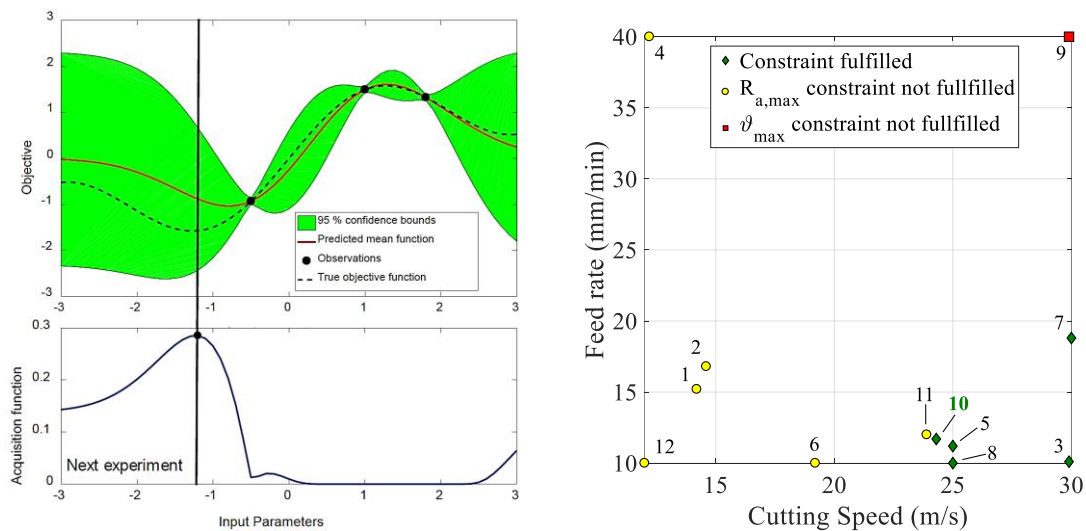 3
2
1
0
-1
-2
-3
Objective
95 % confidence bounds
Predicted mean function
Observations
True objective function
-3 -2 -1 0 1 2 3
0.3
0.2
0.1
0
Acquisition function
Next experiment
-3 -2 -1 0 1 2 3
Input Parameters
40
35
30
40
20
15
10
Feed rate (mm/min)
Constraint fulfilled
R a,max constraint not fullfilled
ϑ max constraint not fullfilled
4
9
7
2
1
11
10
5
12
6
8
3
15 20 25 30
Cutting Speed (m/s)